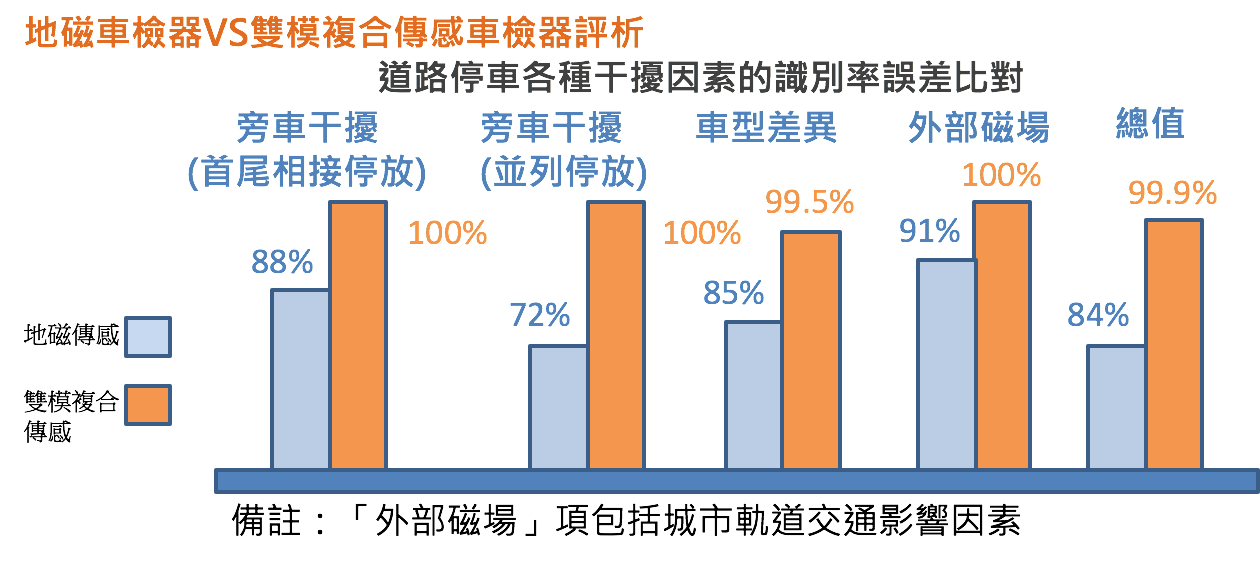 地磁車檢器VS雙模複合傳感車檢器評析
道路停車各種干擾因素的識別率誤差比對
旁車干擾
(首尾相接停放)
旁車干擾
(並列停放)
車型差異
外部磁場
總值
88%
100%
72%
100%
85%
99.5%
91%
100%
84%
99.9%
地磁傳感
雙模複合
傳感
備註：「外部磁場」項包括城市軌道交通影響因素